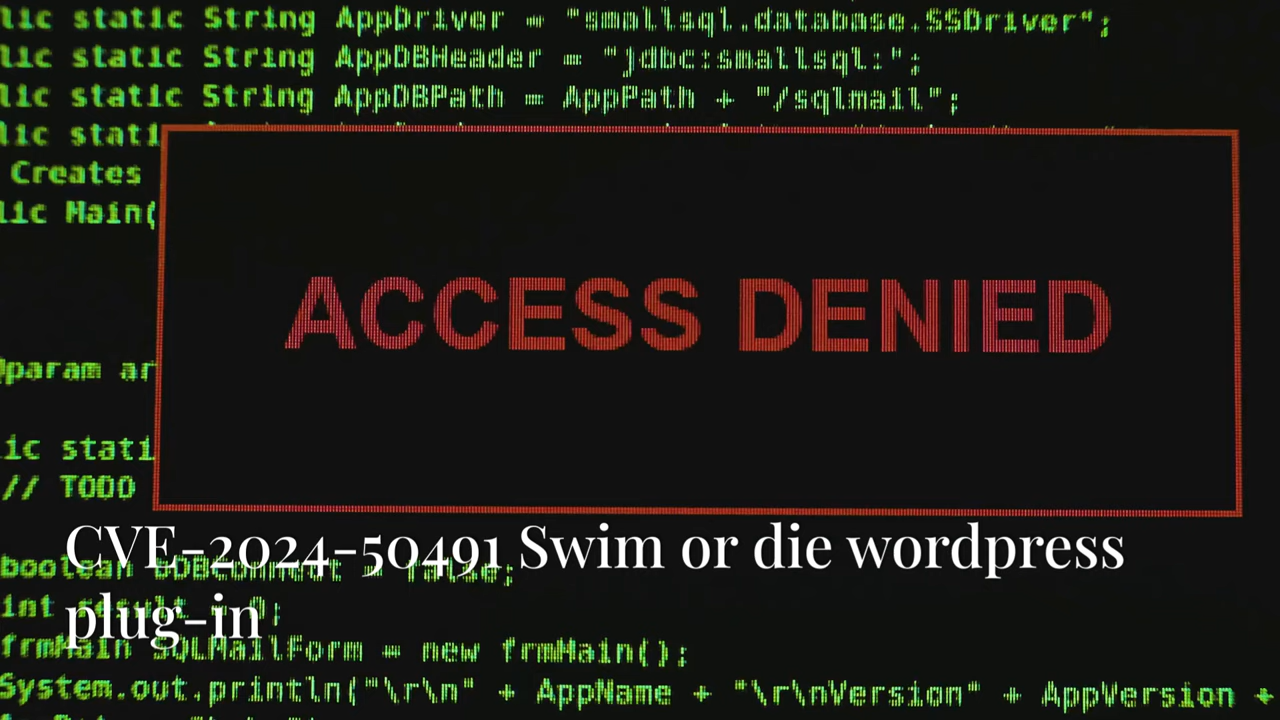 lic static String AppDriver = "smallsql.database.SSDriver";
lic static String AppDBHeader = "jdbc:smallsql:";
lic static String AppDBPath = AppPath + "/sqlmail";
lic stati
Creates
lic Main(
ACCESS DENIED
@param ar
ic stati
// TODO
CVE-2024-50491 Swim or die wordpress
plug-in
boolean = false;
int result = 0;
frmMain SQLMailForm = new frmMain();
System.out.println("\r\n" + AppName + "\r\nVersion" + AppVersion +